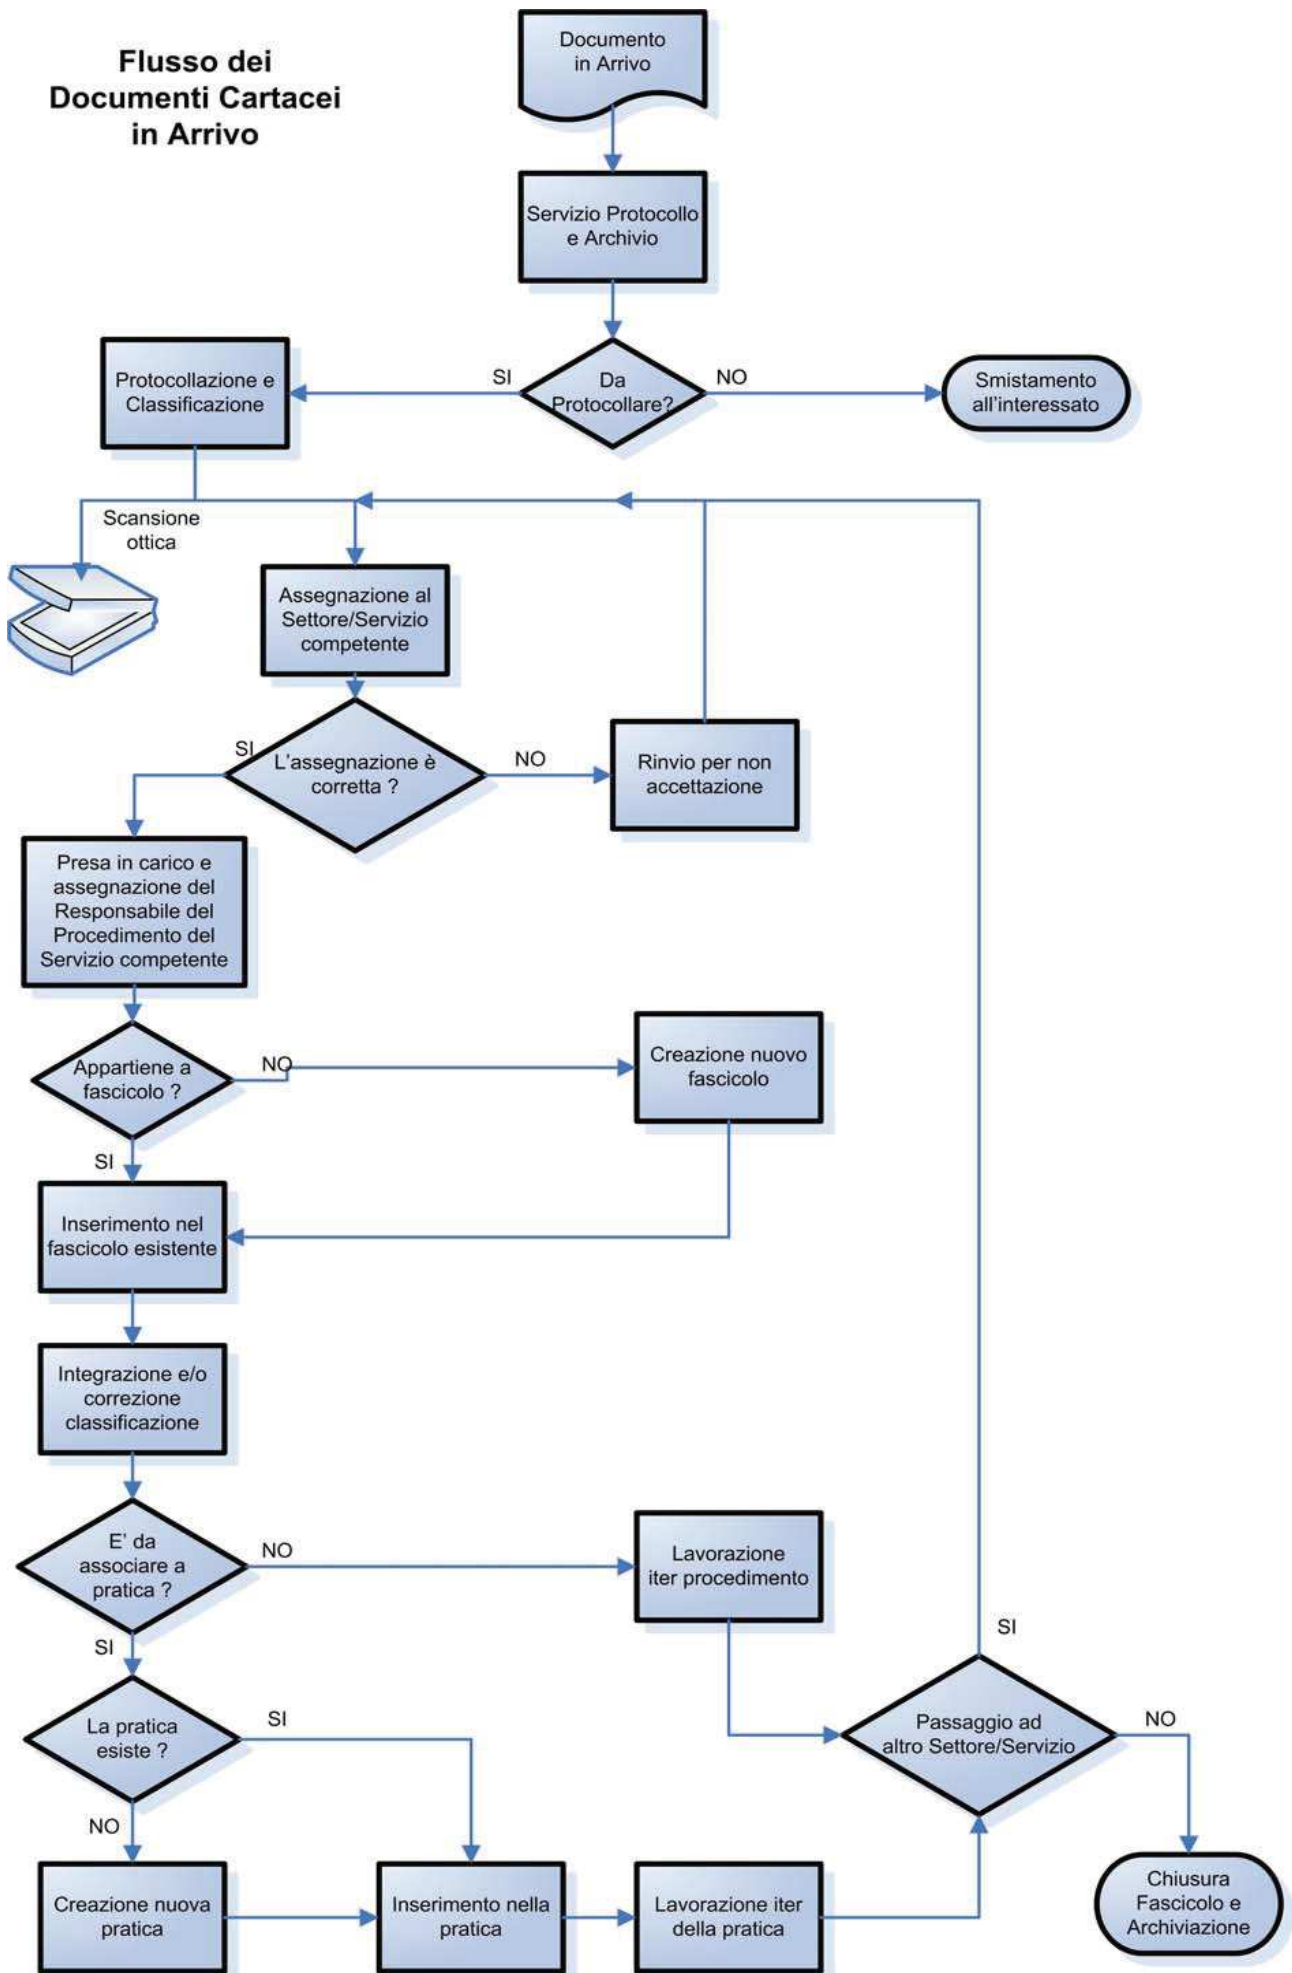 Flusso dei
Documenti Cartacei
in Arrivo
Documento
in Arrivo
Servizio Protocollo
e Archivio
Protocollazione e
Classificazione
SI
Da
Protocollare?
NO
Smistamento
all'interessato
Scansione
ottica
Assegnazione al
Settore/Servizio
competente
SI
L'assegnazione è
corretta ?
NO
Rinvio per non
accettazione
Presa in carico e
assegnazione del
Responsabile del
Procedimento del
Servizio competente
Appartiene a
fascicolo ?
NO
Creazione nuovo
fascicolo
SI
Inserimento nel
fascicolo esistente
Integrazione e/o
correzione
classificazione
E' da
associare a
pratica ?
NO
Lavorazione
iter procedimento
SI
SI
La pratica
esiste ?
SI
Passaggio ad
altro Settore/Servizio
NO
NO
Creazione nuova
pratica
Inserimento nella
pratica
Lavorazione iter
della pratica
Chiusura
Fascicolo e
Archiviazione